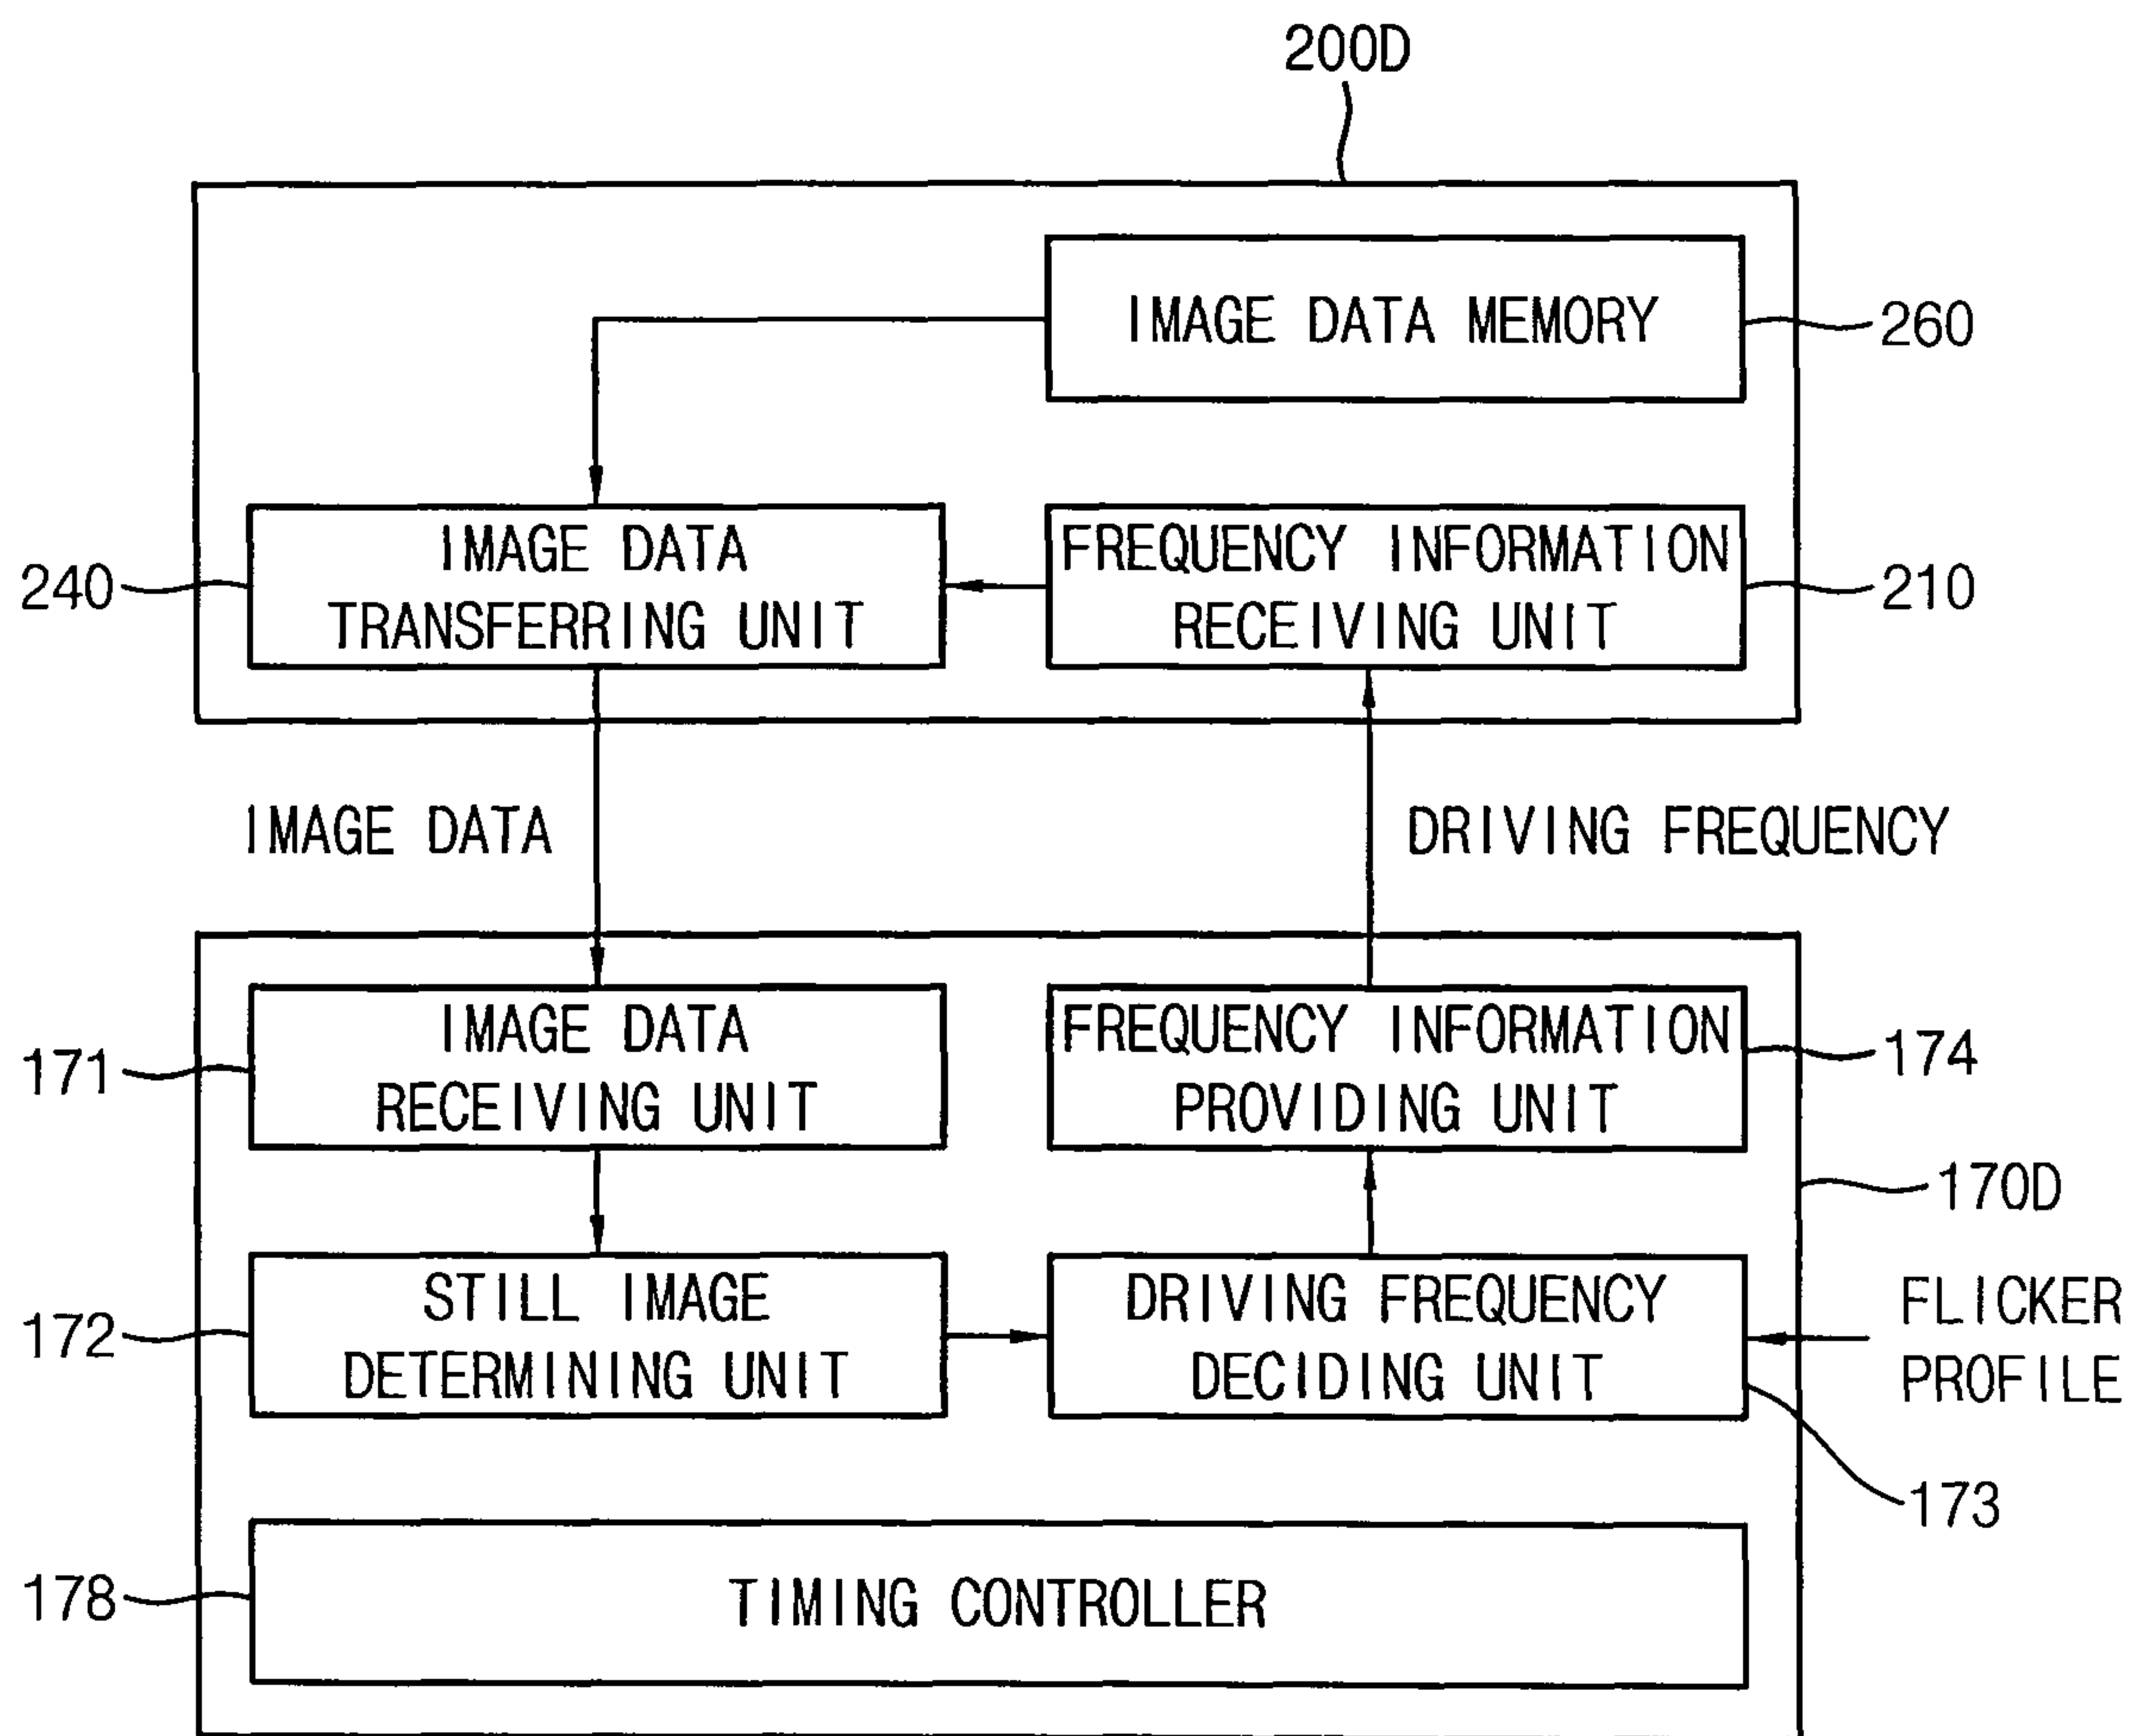 200D
IMAGE DATA MEMORY
260
IMAGE DATA
TRANSFERRING UNIT
240
FREQUENCY INFORMATION
RECEIVING UNIT
210
IMAGE DATA
DRIVING FREQUENCY
IMAGE DATA
RECEIVING UNIT
171
FREQUENCY INFORMATION
PROVIDING UNIT
174
170D
STILL IMAGE
DETERMINING UNIT
172
DRIVING FREQUENCY
DECIDING UNIT
FLICKER
PROFILE
173
TIMING CONTROLLER
178